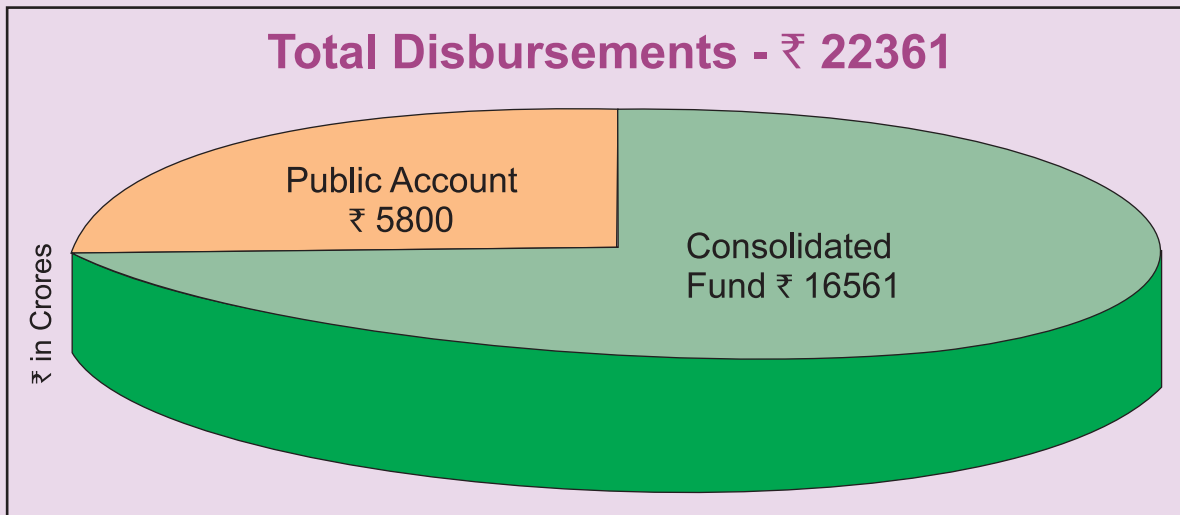 Total Disbursements - ₹ 22361
Public Account
₹ 5800
Consolidated
Fund ₹ 16561
₹ in Crores